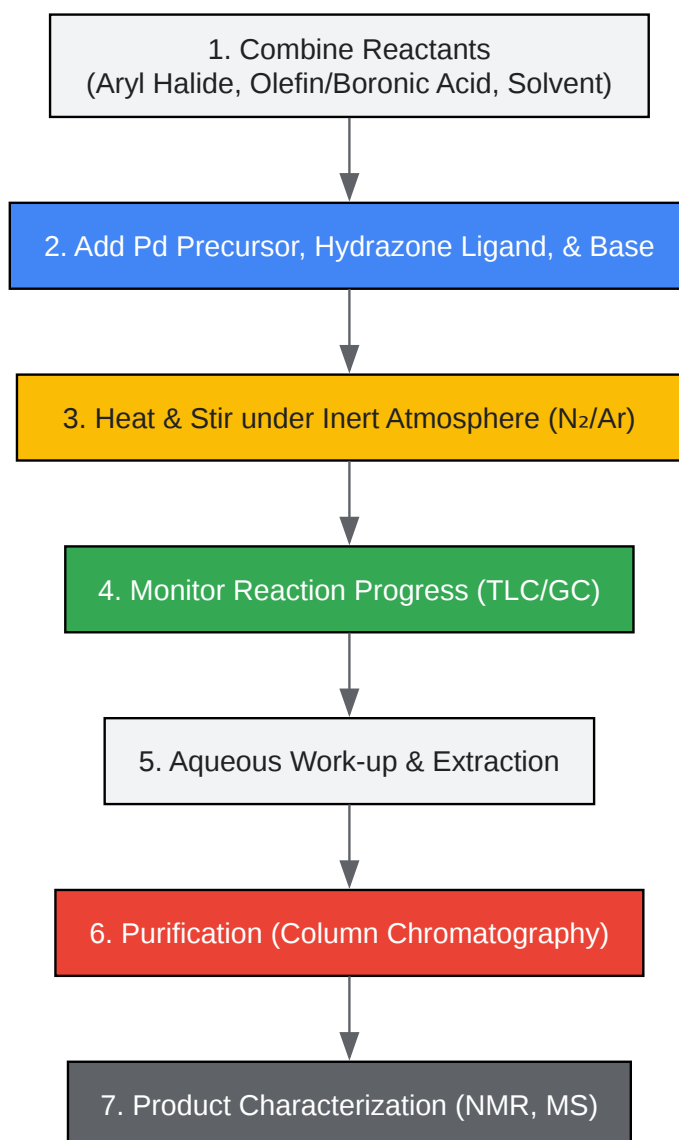 1. Combine Reactants
(Aryl Halide, Olefin/Boronic Acid, Solvent)
2. Add Pd Precursor, Hydrazone Ligand, & Base
3. Heat & Stir under Inert Atmosphere (N₂/Ar)
4. Monitor Reaction Progress (TLC/GC)
5. Aqueous Work-up & Extraction
6. Purification (Column Chromatography)
7. Product Characterization (NMR, MS)